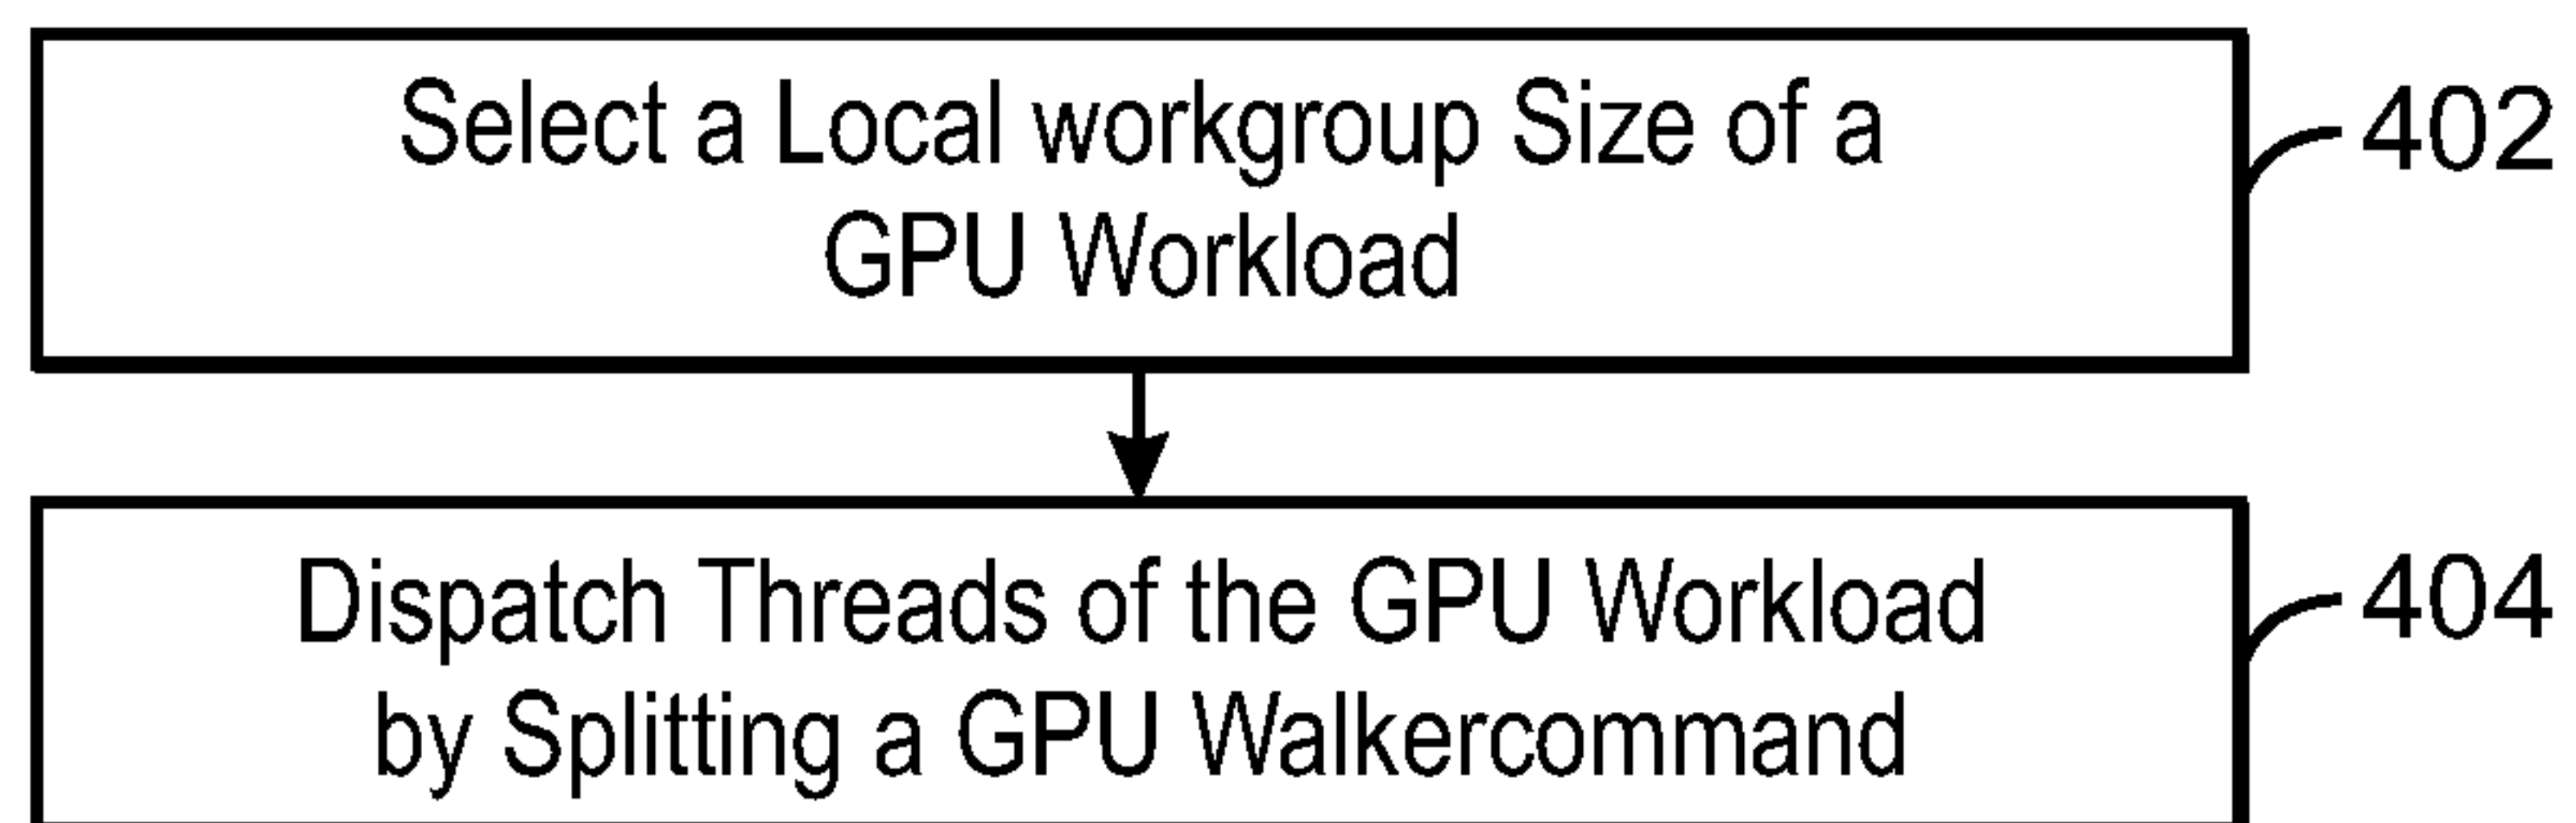 Select a Local workgroup Size of a
GPU Workload
402
Dispatch Threads of the GPU Workload
by Splitting a GPU Walkercommand
404